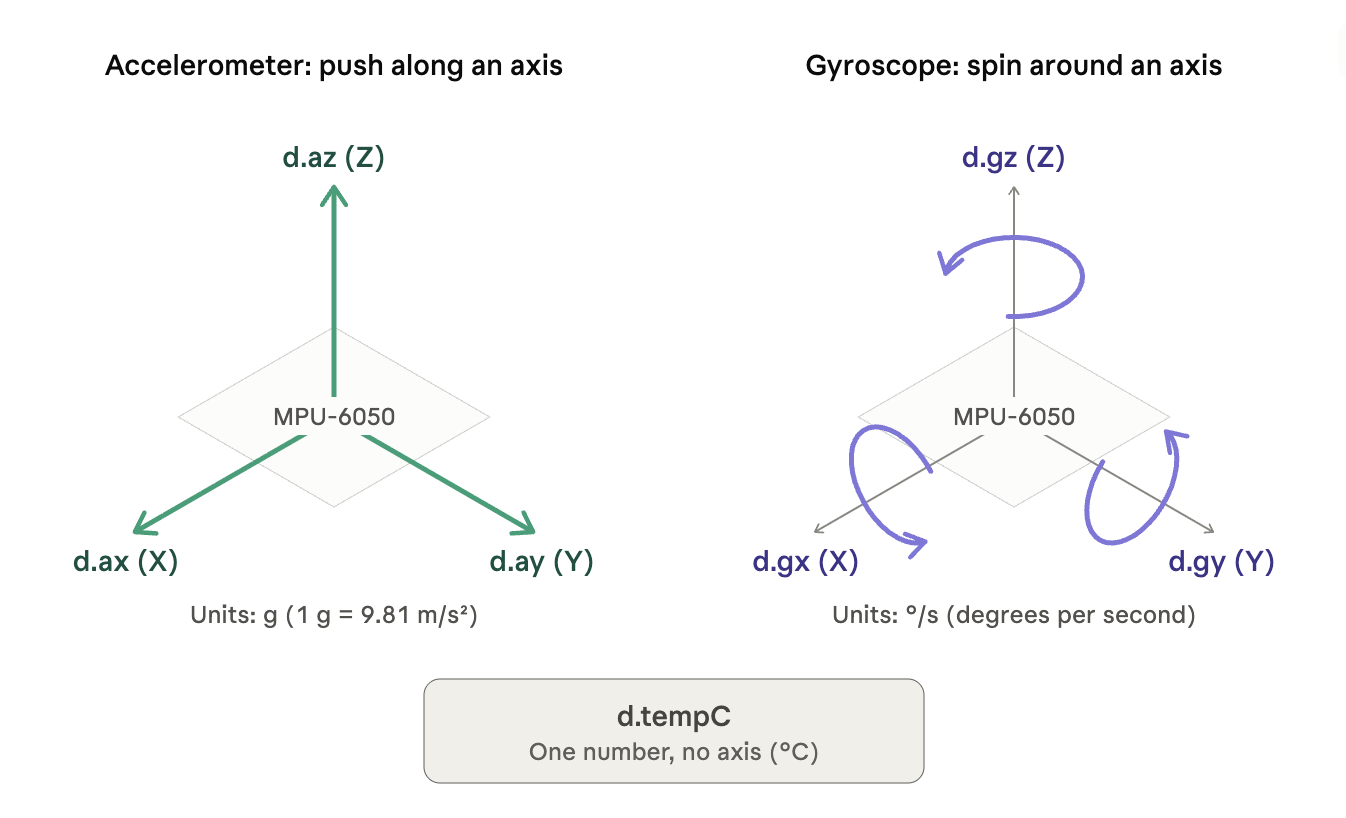 Accelerometer: push along an axis
Gyroscope: spin around an axis
d.az (Z)
d.gz (Z)
MPU-6050
MPU-6050
d.ax (X)
d.ay (Y)
d.gx (X)
d.gy (Y)
Units: g (1 g = 9.81 m/s²)
Units: °/s (degrees per second)
d.tempC
One number, no axis (°C)